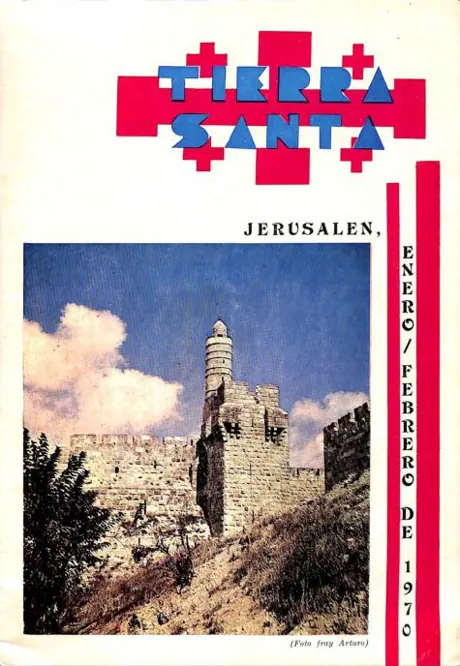 TIERRA
SANTA
JERUSALEN,
ENERO/FEBRERO DE 1970
(Foto fray Arturo)